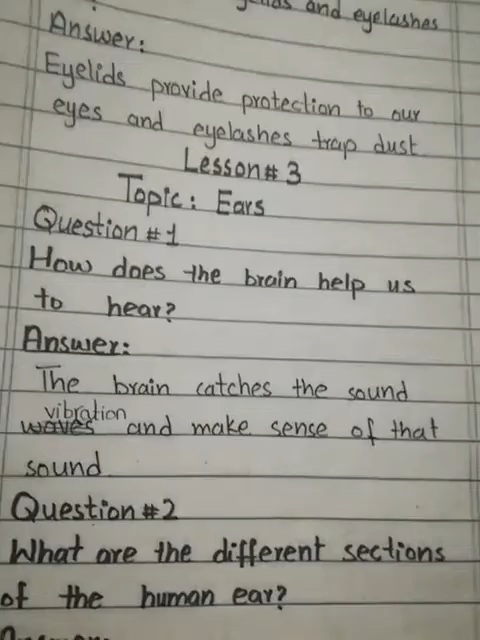 and eyelashes
Answer:
Eyelids provide protection to our
eyes and eyelashes trap dust
Lesson# 3
Topic: Ears
Question #1
How does the brain help us
to hear?
Answer:
The brain catches the sound
vibration
waves and make sense of that
sound
Question #2
What are the different sections
of the human ear?